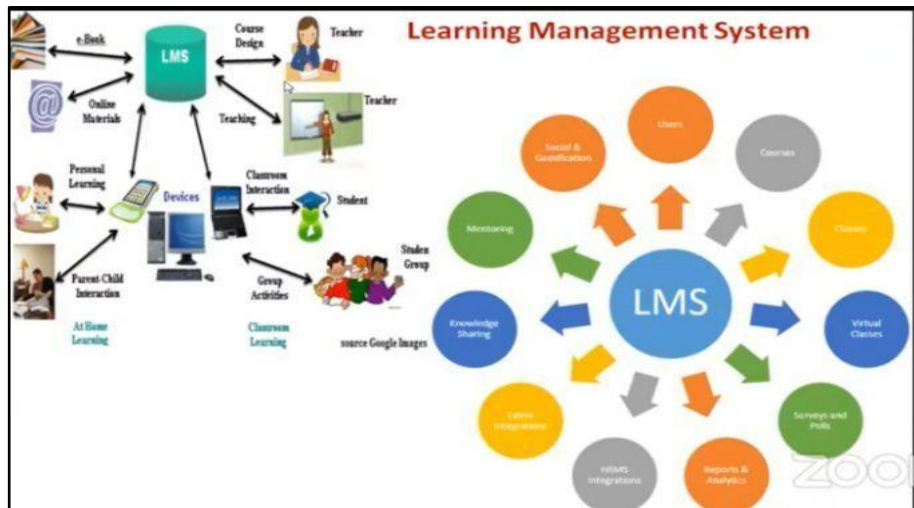 Learning Management System
e-Book
LMS
Course
Design
Teacher
Online
Materials
Teaching
Teacher
Personal
Learning
Devices
Classroom
Interaction
Student
Parent-Child
Interaction
Group
Activities
Studen
Group
At Home
Learning
Classroom
Learning
source Google Images
LMS
Users
Courses
Classes
Virtual
Classes
Surveys and
Polls
Reports &
Analytics
HRMS
Integrations
Integrations
Knowledge
Sharing
Mentoring
Social &
Gamification
zoom